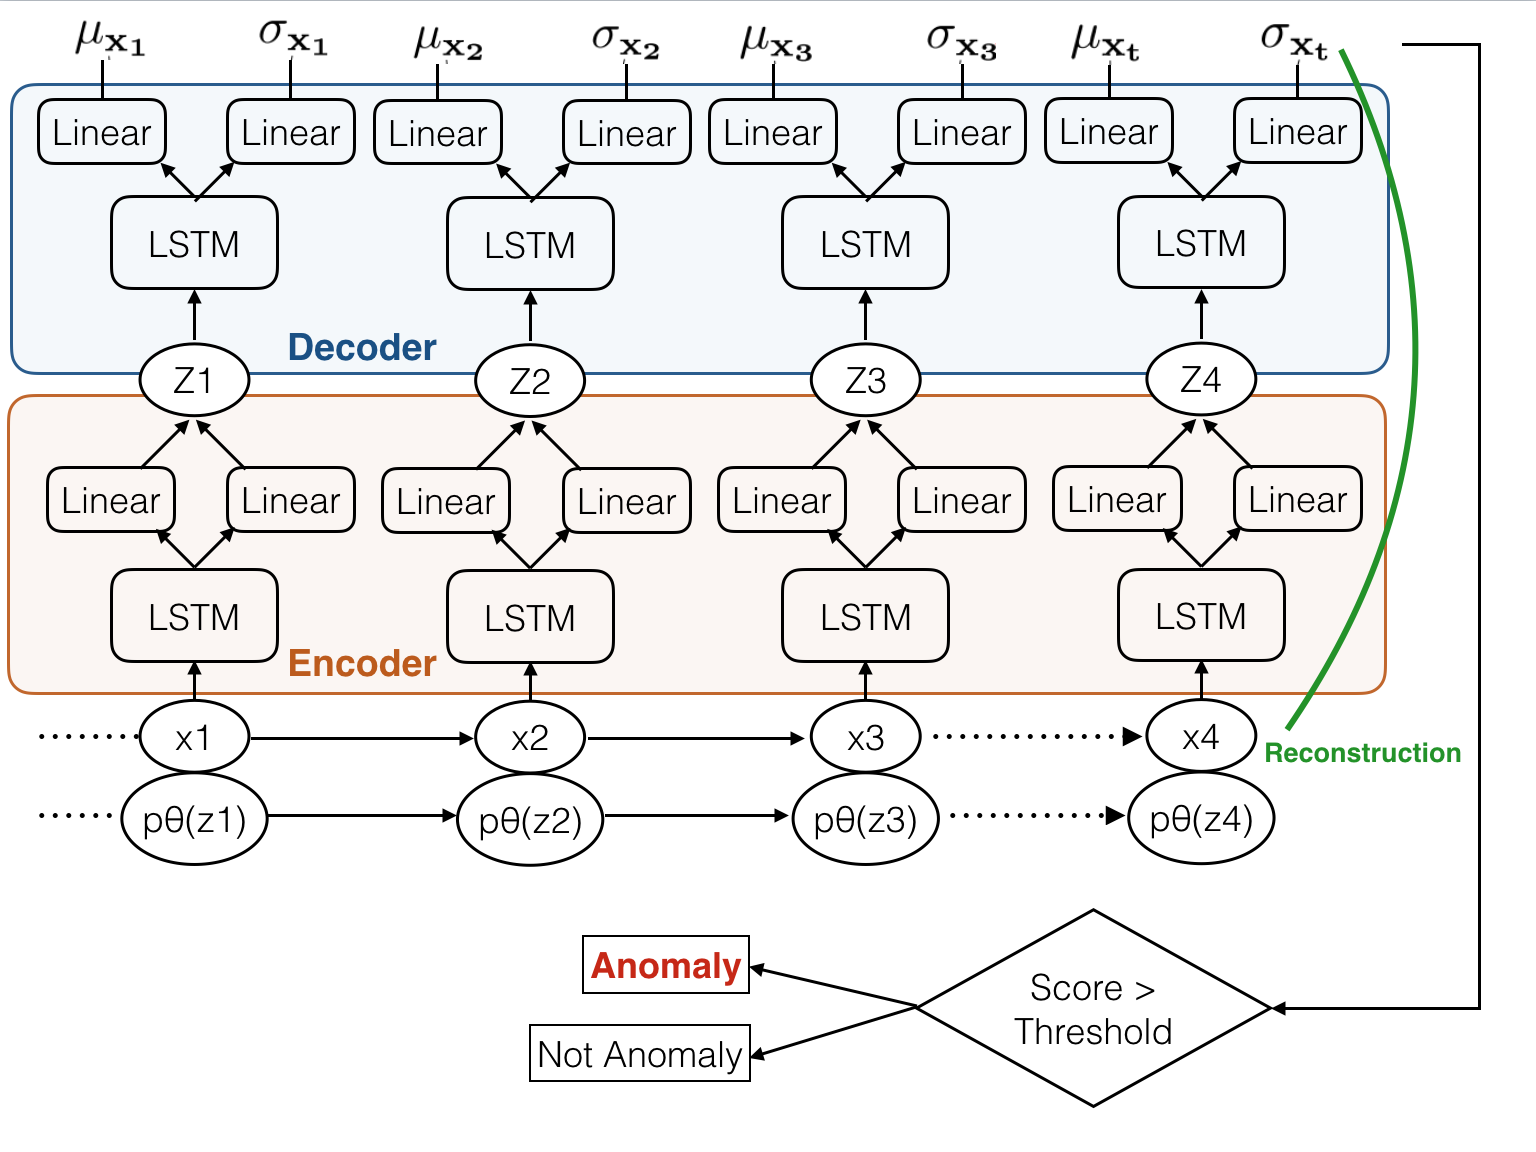 μx1 σx1 μx2 σx2 μx3 σx3 μxt σxt
Linear Linear Linear Linear Linear Linear Linear Linear
LSTM LSTM LSTM LSTM
Decoder
Z1 Z2 Z3 Z4
Linear Linear Linear Linear Linear Linear Linear Linear
LSTM LSTM LSTM LSTM
Encoder
x1 x2 x3 x4
Reconstruction
pθ(z1) pθ(z2) pθ(z3) pθ(z4)
Anomaly
Score >
Threshold
Not Anomaly